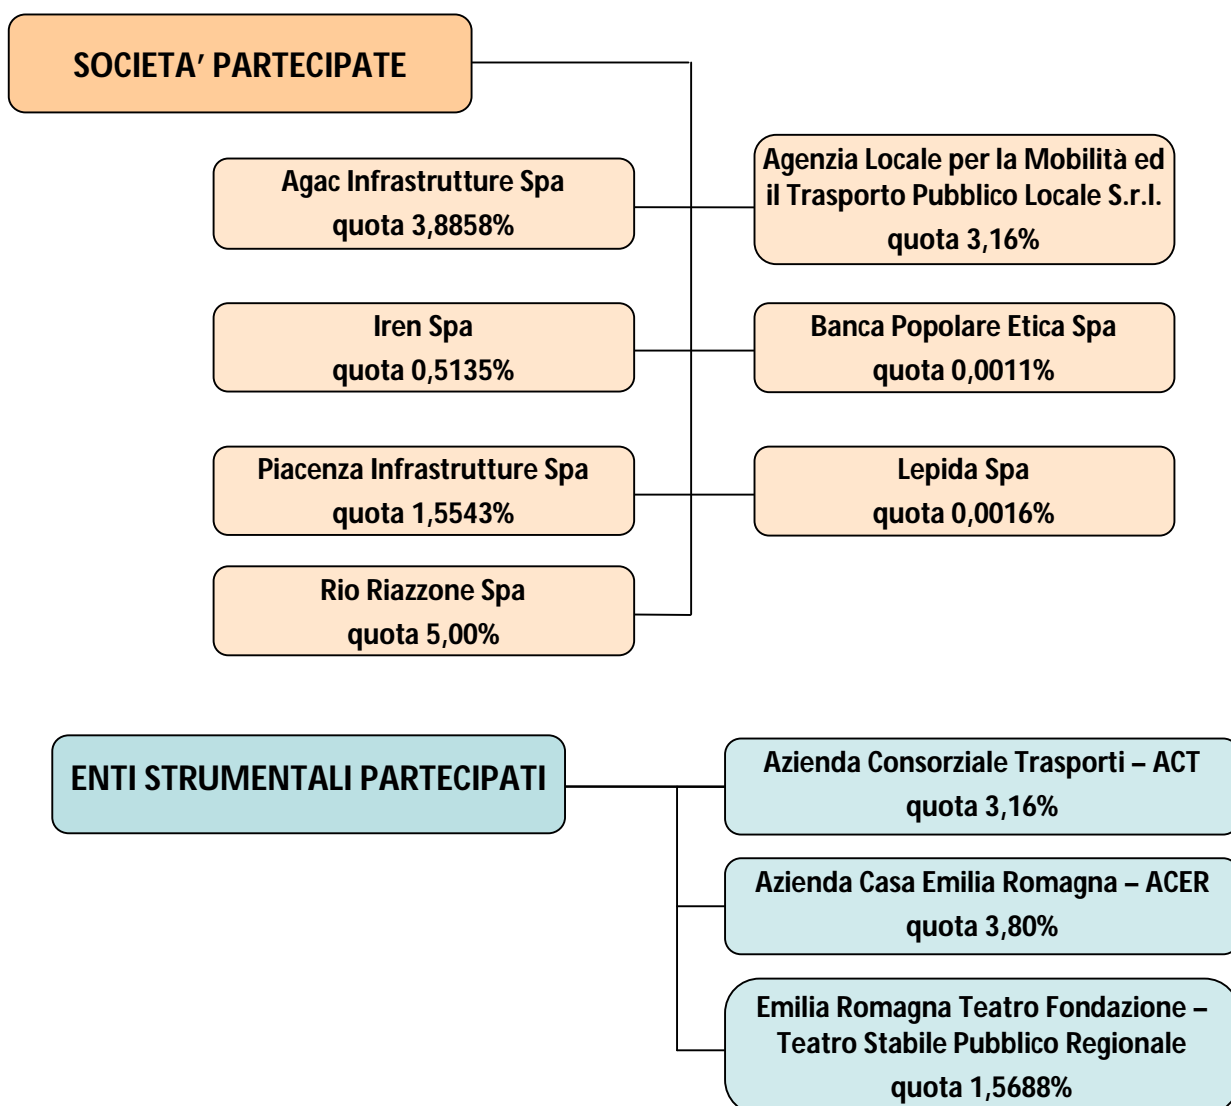 SOCIETA’ PARTECIPATE
Agac Infrastrutture Spa
quota 3,8858%
Agenzia Locale per la Mobilità ed
il Trasporto Pubblico Locale S.r.l.
quota 3,16%
Iren Spa
quota 0,5135%
Banca Popolare Etica Spa
quota 0,0011%
Piacenza Infrastrutture Spa
quota 1,5543%
Lepida Spa
quota 0,0016%
Rio Riazzone Spa
quota 5,00%
ENTI STRUMENTALI PARTECIPATI
Azienda Consorziale Trasporti – ACT
quota 3,16%
Azienda Casa Emilia Romagna – ACER
quota 3,80%
Emilia Romagna Teatro Fondazione –
Teatro Stabile Pubblico Regionale
quota 1,5688%